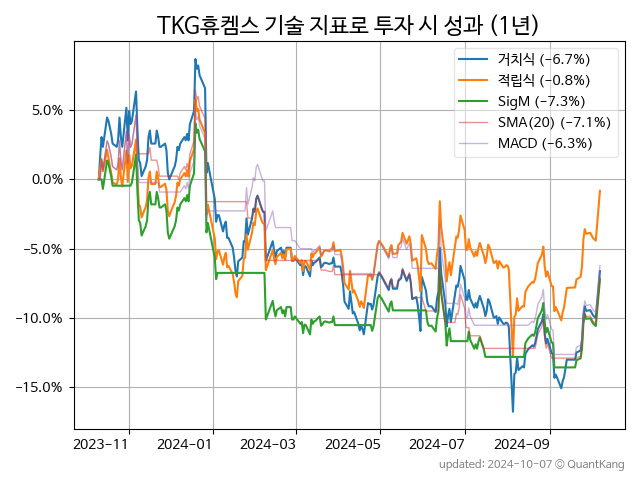 TKG휴켐스 기술 지표로 투자 시 성과 (1년)
거치식 (−6.7%)
적립식 (−0.8%)
SigM (−7.3%)
SMA(20) (−7.1%)
MACD (−6.3%)
5.0%
0.0%
−5.0%
−10.0%
−15.0%
2023-11 2024-01 2024-03 2024-05 2024-07 2024-09
updated: 2024-10-07 © QuantKang